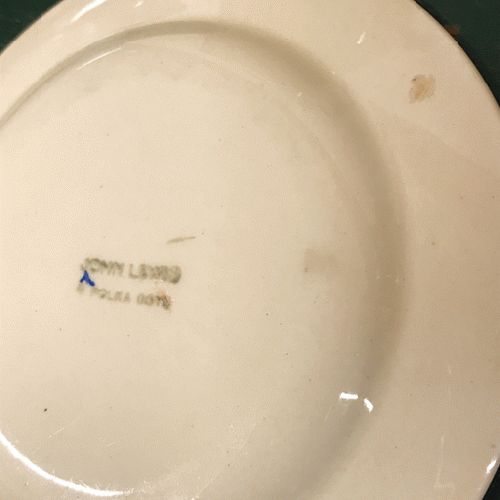 JOHN LEWIS
& POLKA DOTS